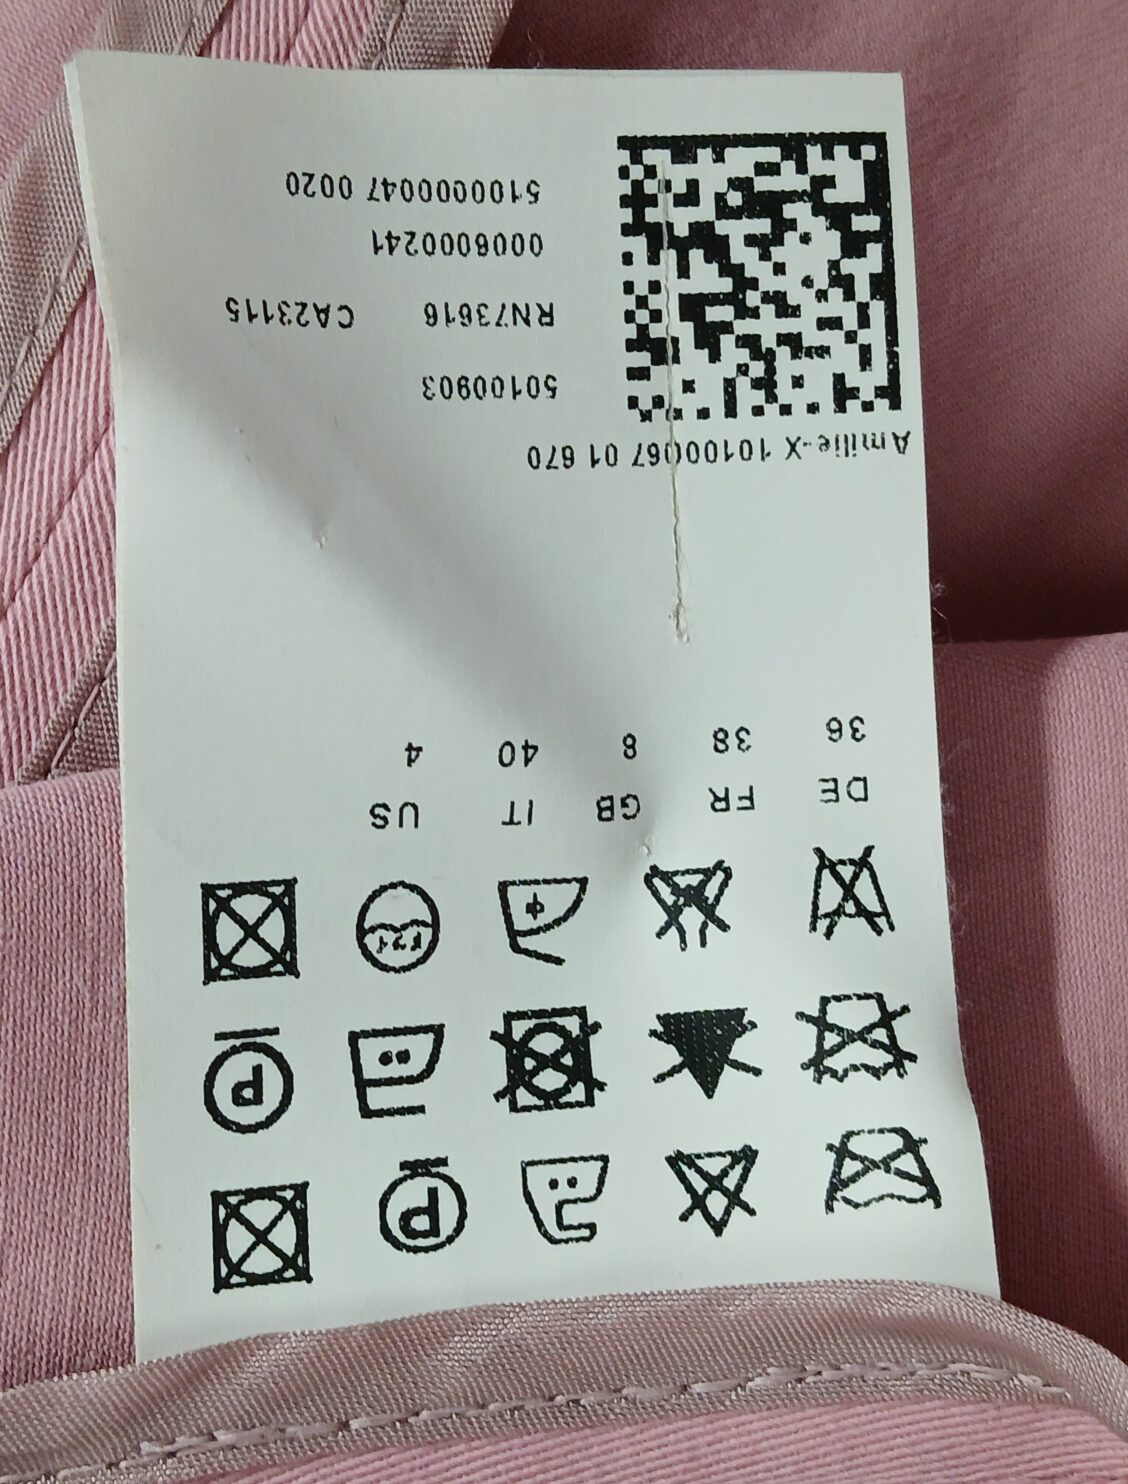 P
P
DE FR GB IT US
36 38 8 40 4
Amilie-X 10100067 01 670
50100903
RN73616 CA23115
0006000241
5100000047 0020